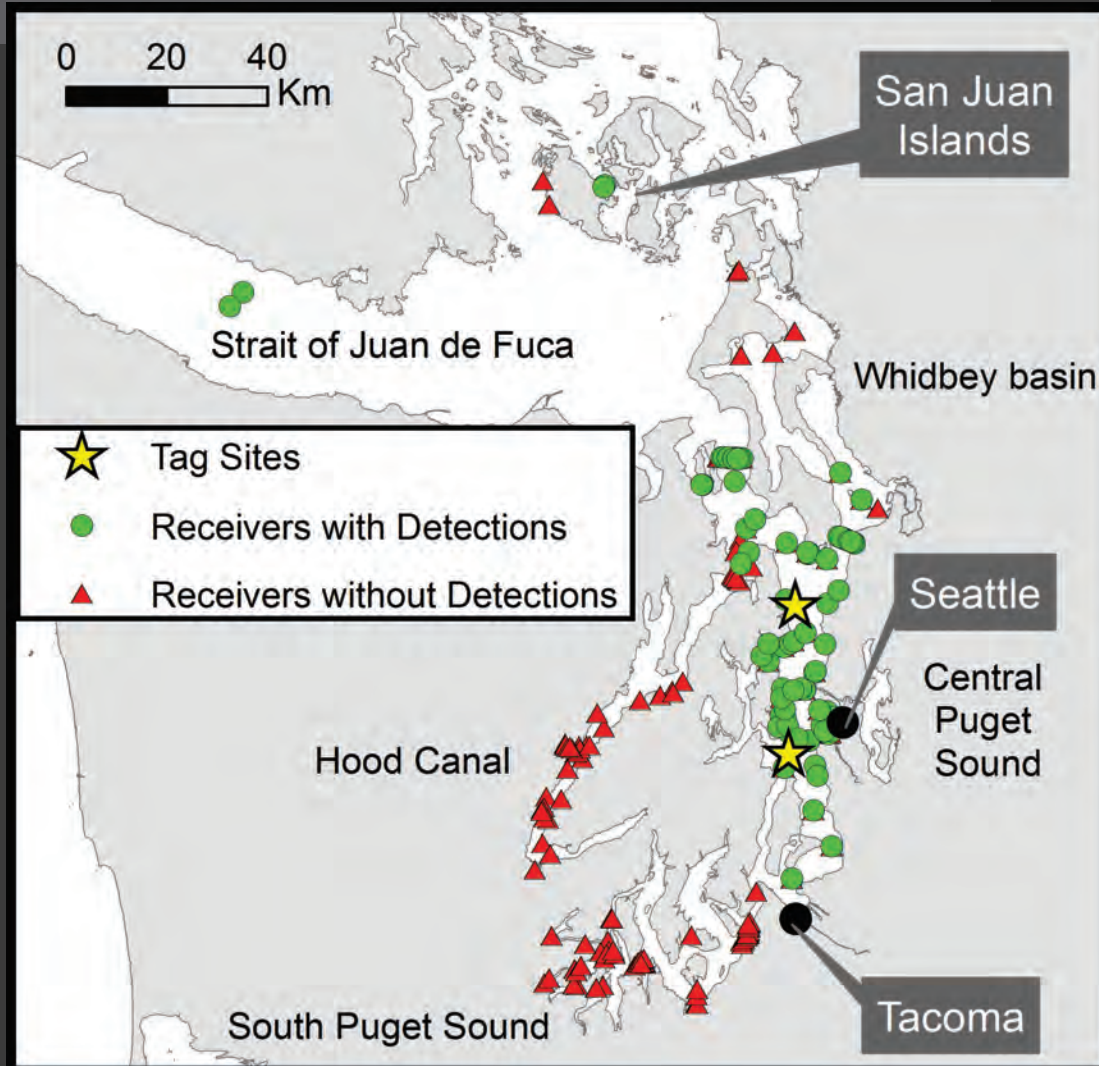 0 20 40
Km
San Juan
Islands
Strait of Juan de Fuca
Whidbey basin
Tag Sites
Receivers with Detections
Receivers without Detections
Seattle
Central
Puget
Sound
Hood Canal
South Puget Sound
Tacoma